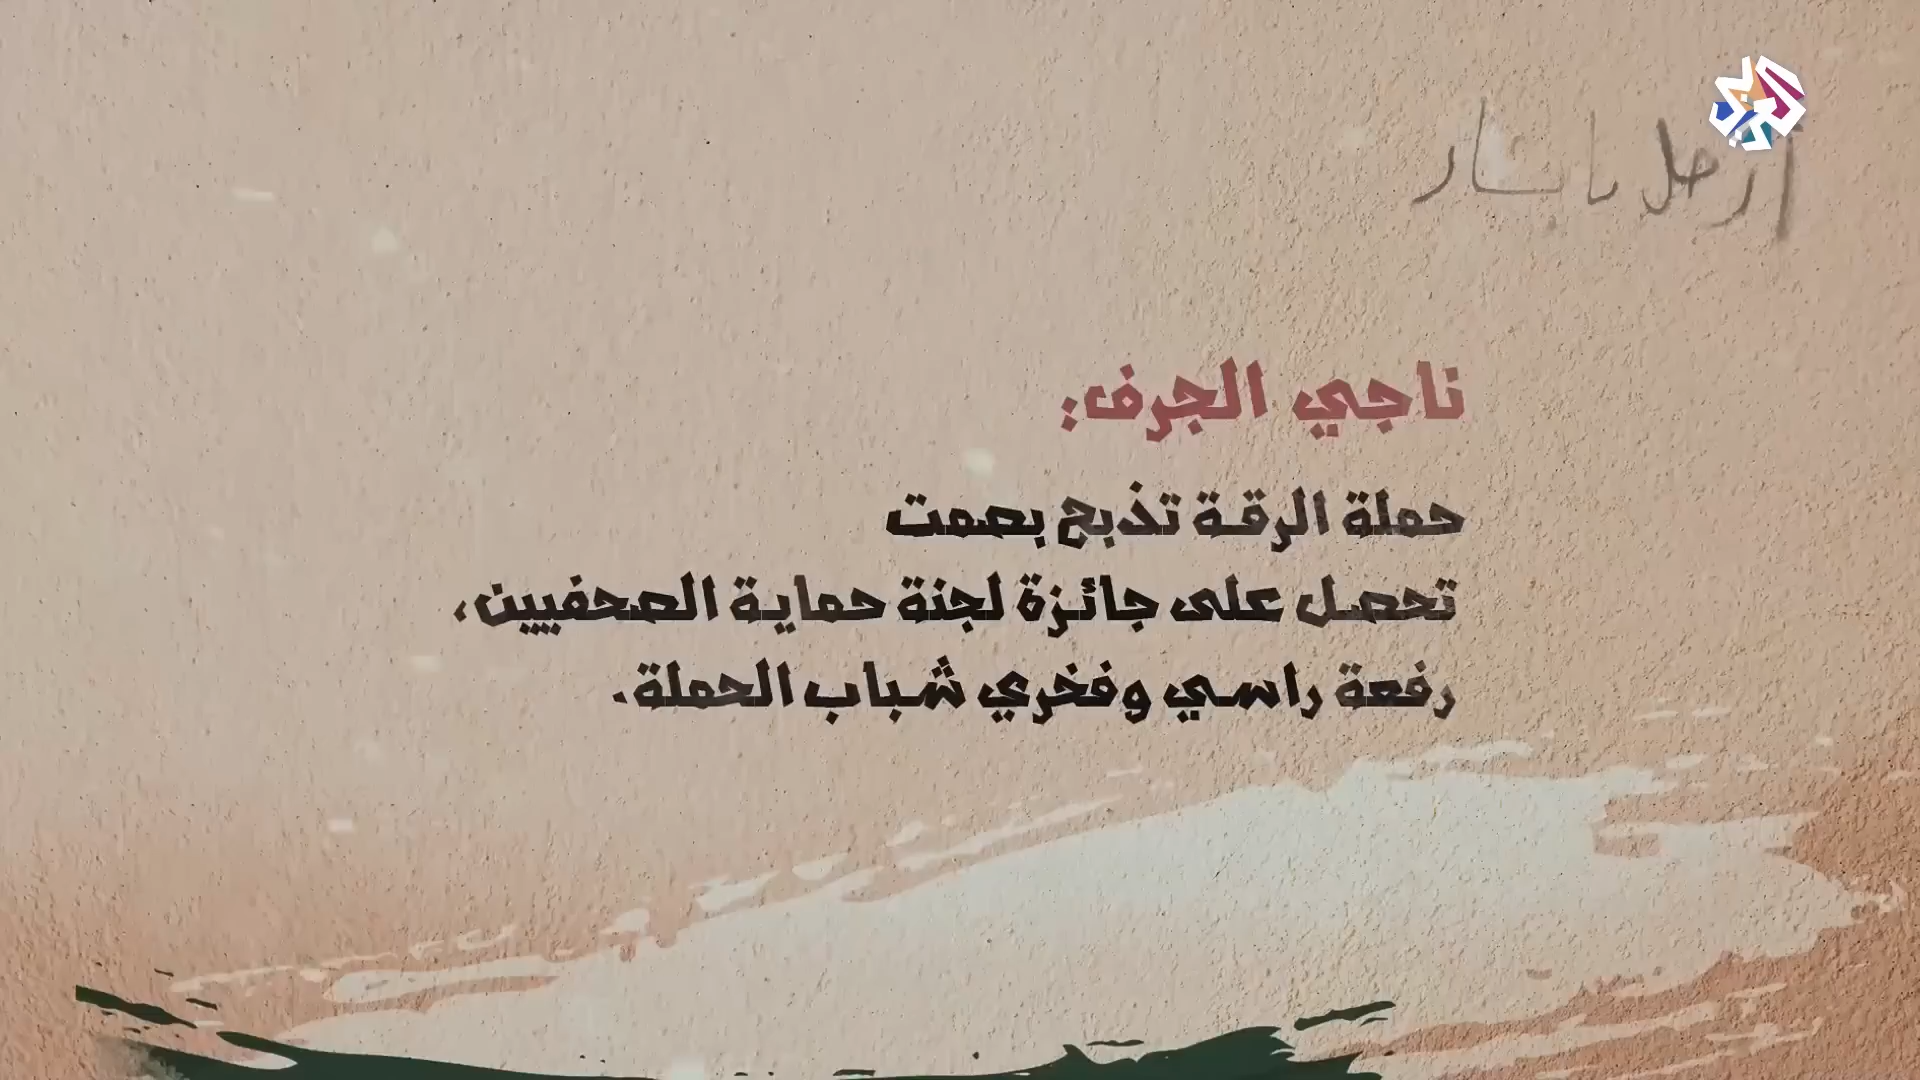 ارحل يا بشار
ناجي الجرف:
حملة الرقة تذبح بصمت
تحصل على جائزة لجنة حماية الصحفيين،
رفعة راسي وفخري شباب الحملة.